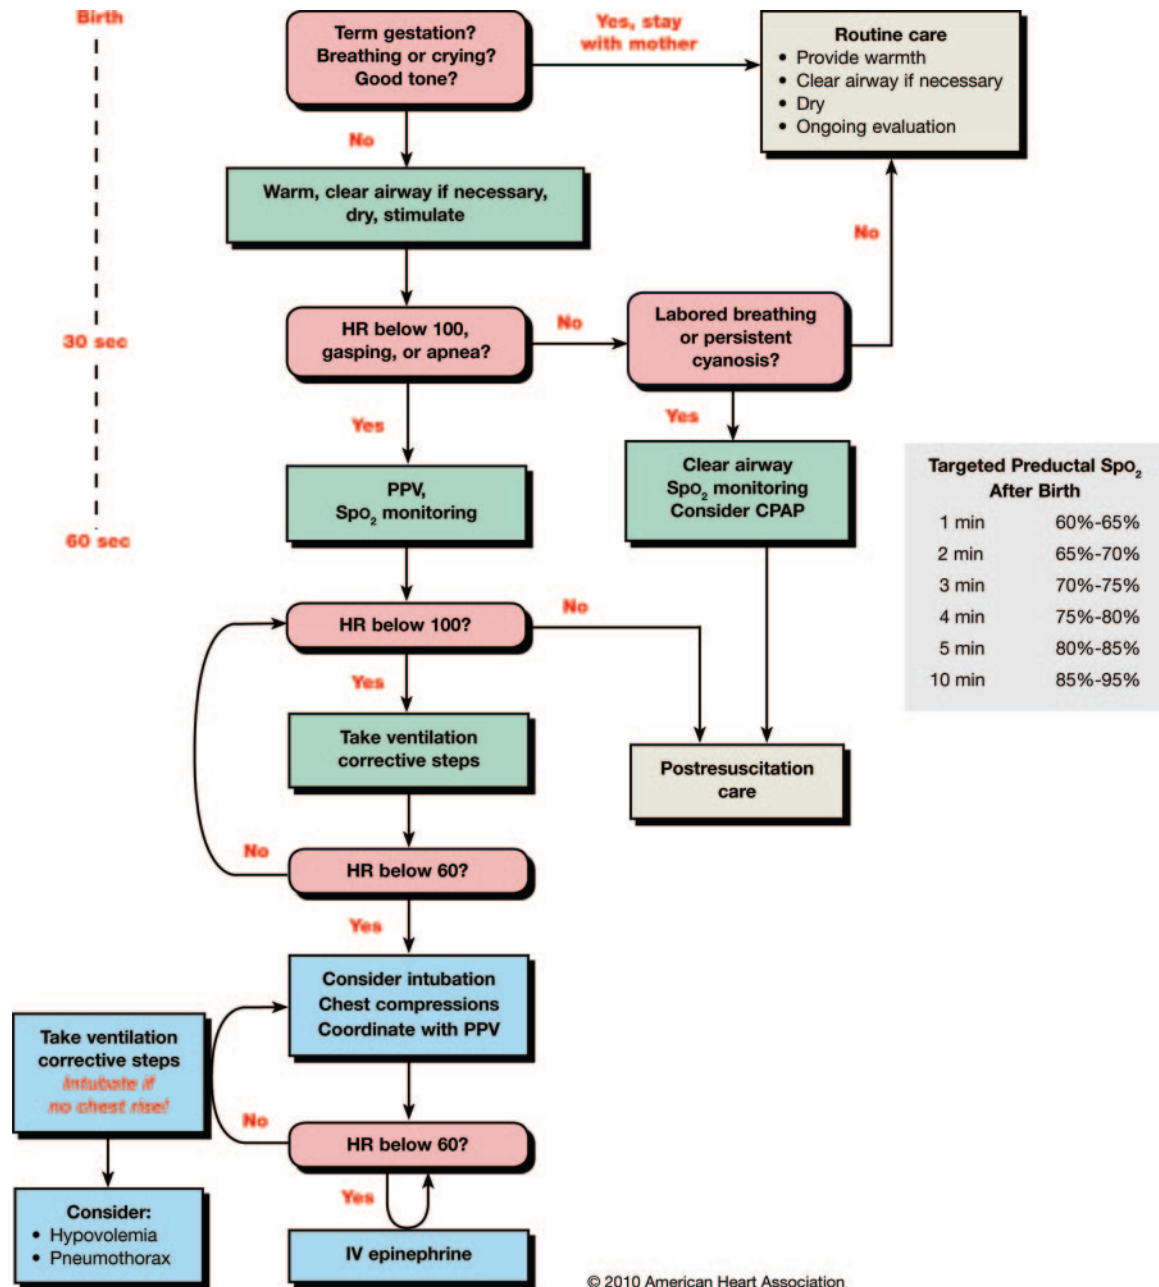 Birth
Term gestation?
Breathing or crying?
Good tone?
Yes, stay
with mother
Routine care
• Provide warmth
• Clear airway if necessary
• Dry
• Ongoing evaluation
No
Warm, clear airway if necessary,
dry, stimulate
No
30 sec
HR below 100,
gasping, or apnea?
No
Labored breathing
or persistent
cyanosis?
Yes
Yes
PPV,
SpO₂ monitoring
Clear airway
SpO₂ monitoring
Consider CPAP
60 sec
Targeted Preductal SpO₂
After Birth
1 min 60%-65%
2 min 65%-70%
3 min 70%-75%
4 min 75%-80%
5 min 80%-85%
10 min 85%-95%
HR below 100?
No
Yes
Take ventilation
corrective steps
Postresuscitation
care
HR below 60?
No
Yes
Consider intubation
Chest compressions
Coordinate with PPV
Take ventilation
corrective steps
Intubate if
no chest rise!
No
HR below 60?
Yes
Consider:
• Hypovolemia
• Pneumothorax
IV epinephrine
© 2010 American Heart Association